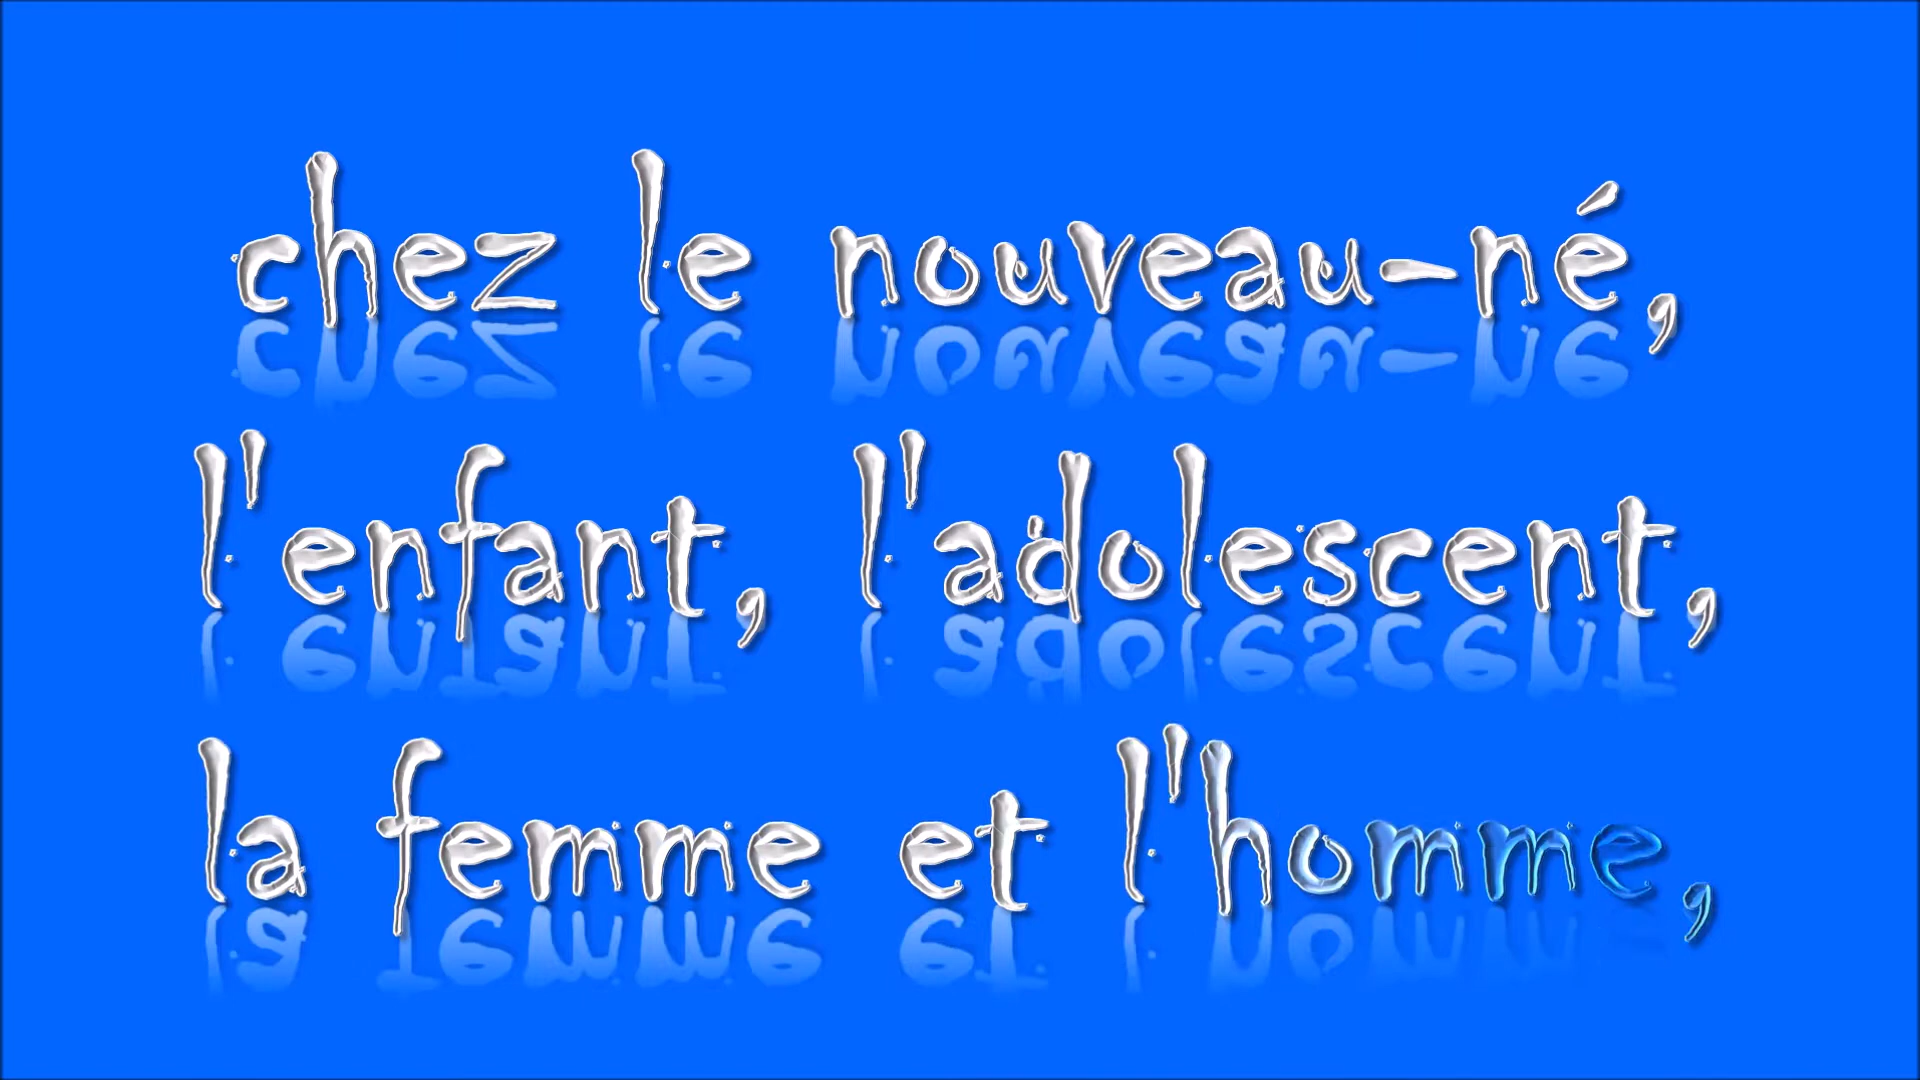 chez le nouveau-né,
l'enfant, l'adolescent,
la femme et l'homme,